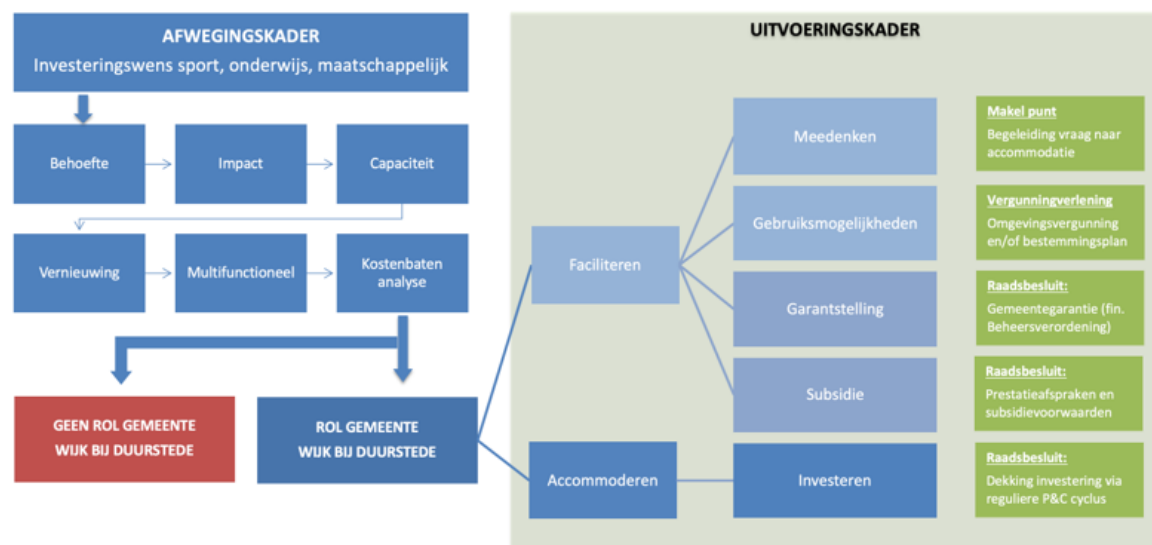 AFWEGINGSKADER
Investeringswens sport, onderwijs, maatschappelijk
Behoefte
Impact
Capaciteit
Vernieuwing
Multifunctioneel
Kostenbaten
analyse
GEEN ROL GEMEENTE
WIJK BIJ DUURSTEDE
ROL GEMEENTE
WIJK BIJ DUURSTEDE
UITVOERINGSKADER
Faciliteren
Accommoderen
Meedenken
Makel punt
Begeleiding vraag naar
accommodatie
Gebruiksmogelijkheden
Vergunningverlening
Omgevingsvergunning
en/of bestemmingsplan
Garantstelling
Raadsbesluit:
Gemeentegarantie (fin.
Beheersverordening)
Subsidie
Raadsbesluit:
Prestatieafspraken en
subsidievoorwaarden
Investeren
Raadsbesluit:
Dekking investering via
reguliere P&C cyclus